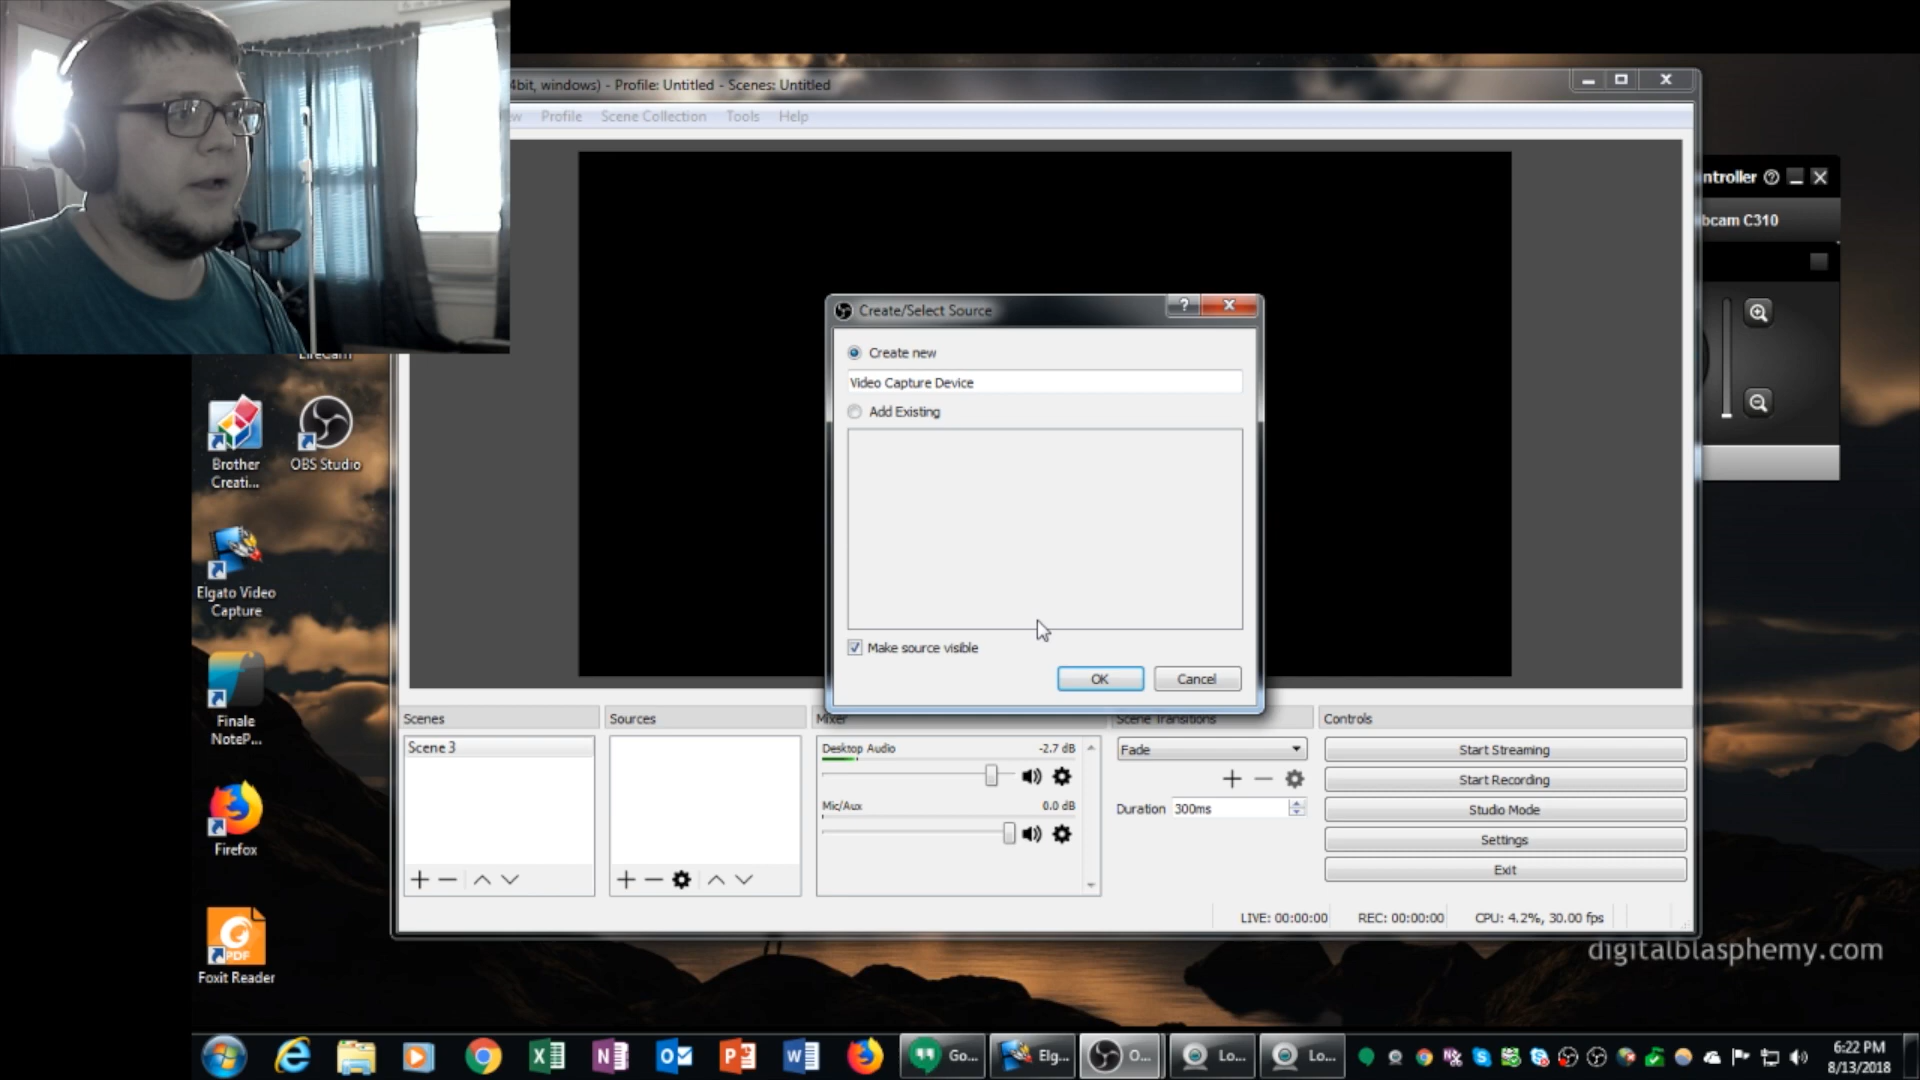 4bit, windows) - Profile: Untitled - Scenes: Untitled
Profile Scene Collection Tools Help
ntroller
bcam C310
Create/Select Source
Create new
Video Capture Device
Add Existing
Make source visible
OK Cancel
Brother
Creati...
OBS Studio
Elgato Video
Capture
Finale
NoteP...
Firefox
Foxit Reader
PDF
Scenes Sources Mixer Scene Transitions Controls
Scene 3
Desktop Audio -2.7 dB
Mic/Aux 0.0 dB
Fade
Duration 300ms
Start Streaming
Start Recording
Studio Mode
Settings
Exit
LIVE: 00:00:00 REC: 00:00:00 CPU: 4.2%, 30.00 fps
digitalblasphemy.com
Go... Elg... O... Lo... Lo...
6:22 PM
8/13/2018